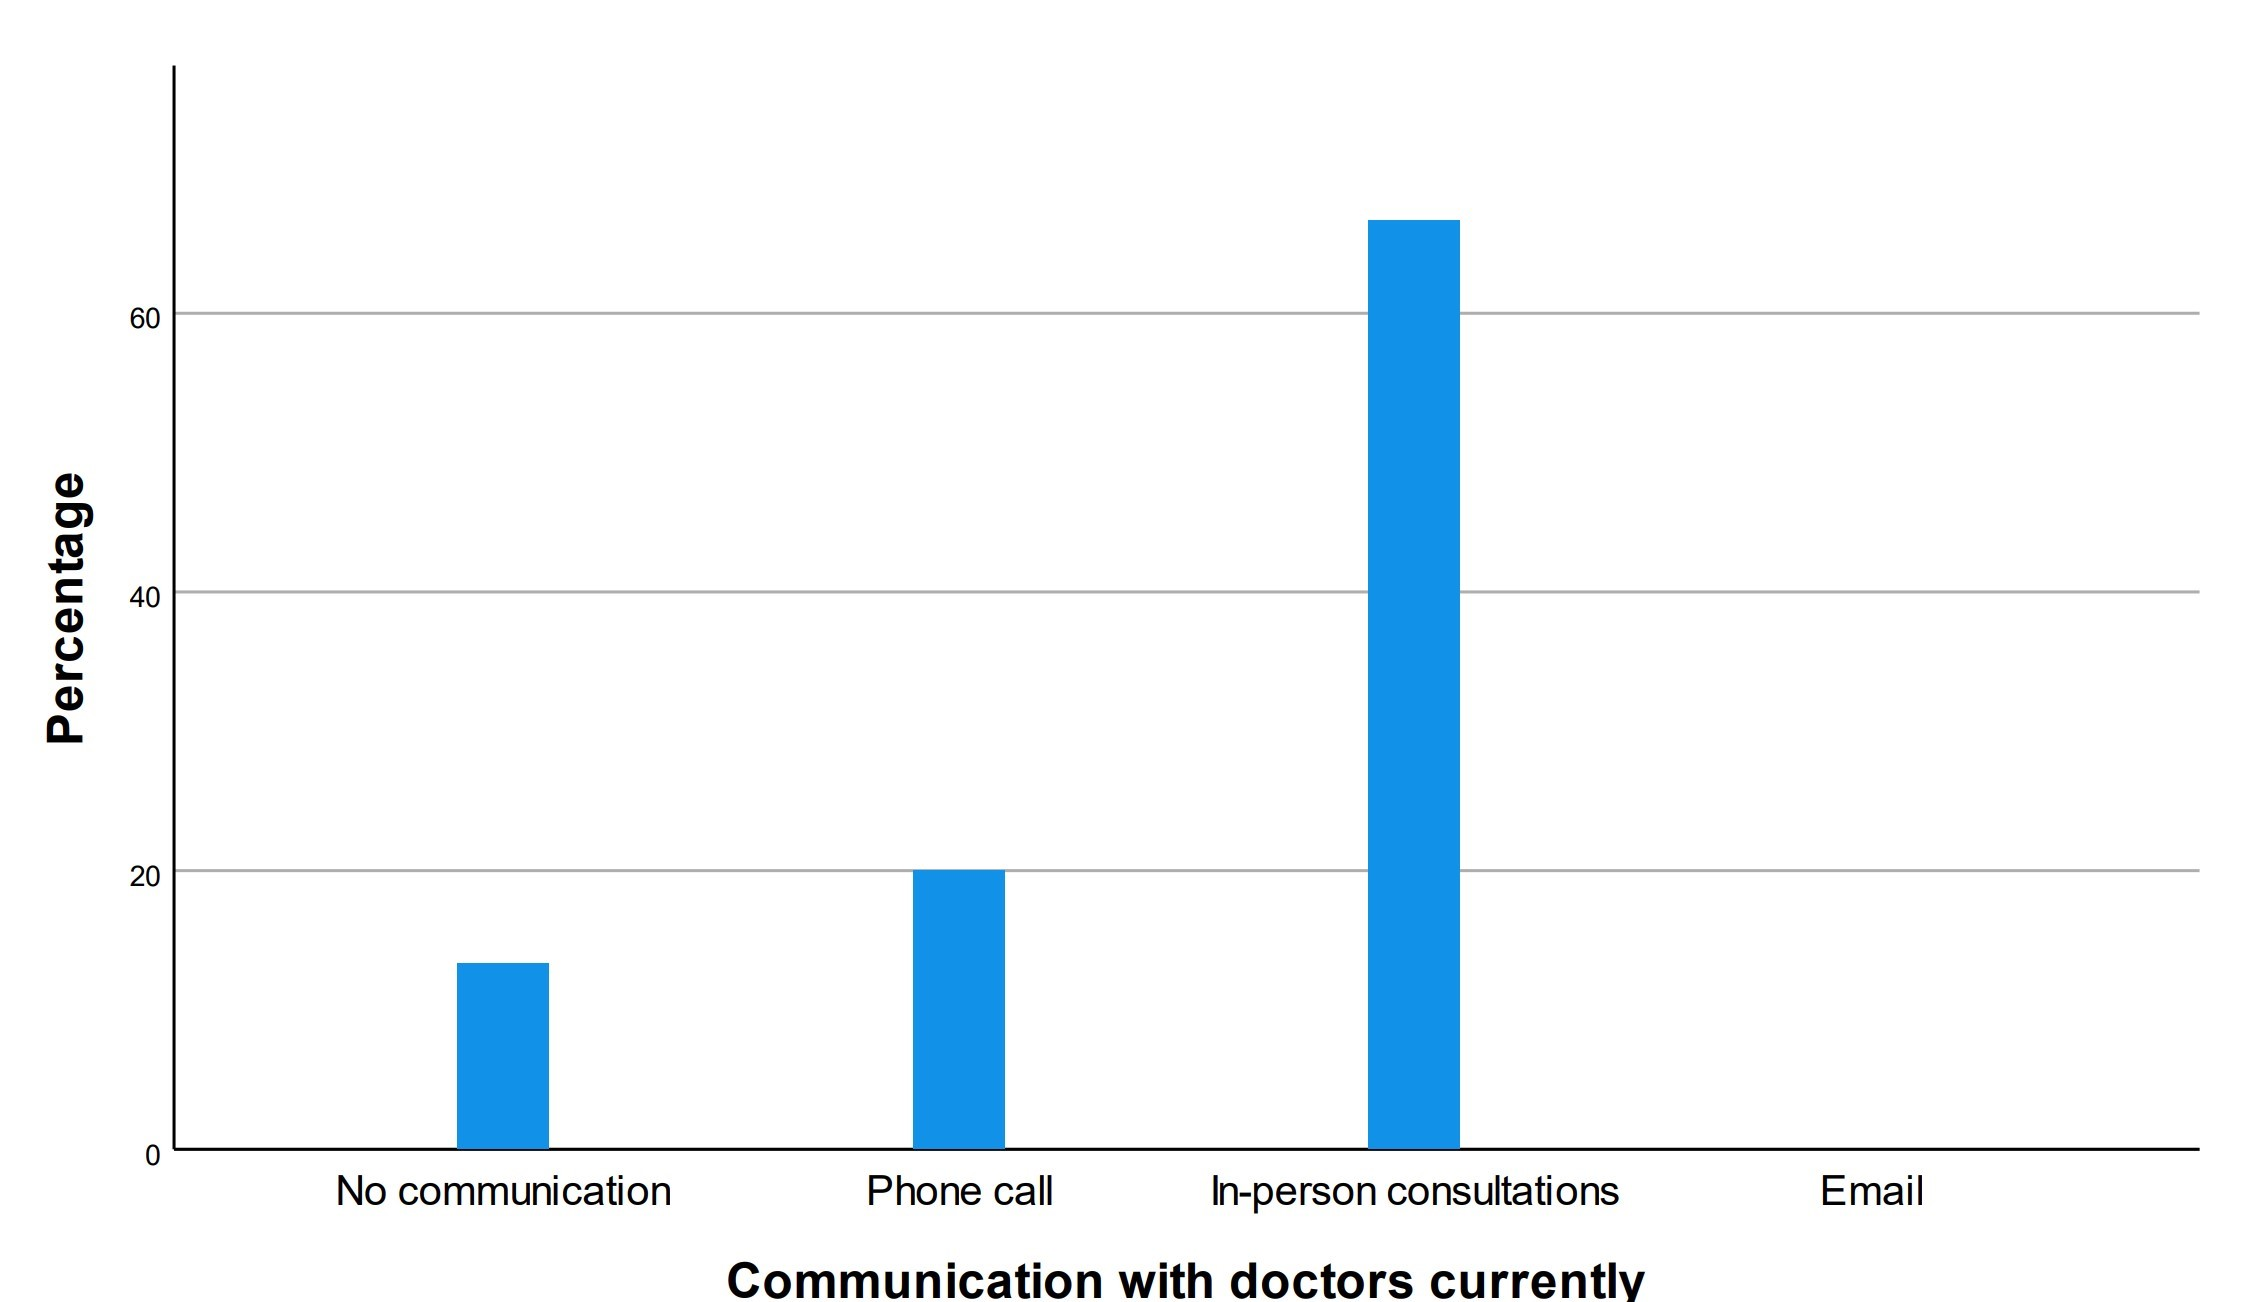 Percentage
60
40
20
0
No communication
Phone call
In-person consultations
Email
Communication with doctors currently